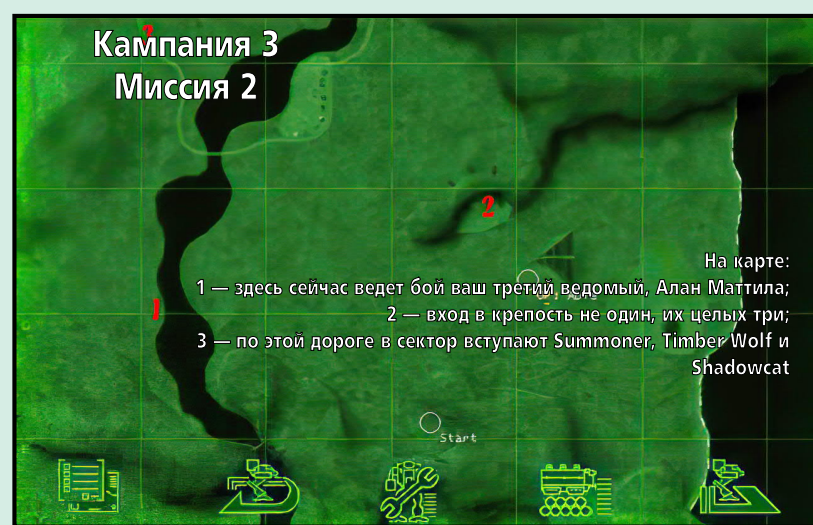 Кампания 3
Миссия 2
2
На карте:
1 — здесь сейчас ведет бой ваш третий ведомый, Алан Маттила;
1
2 — вход в крепость не один, их целых три;
3 — по этой дороге в сектор вступают Summoner, Timber Wolf и
Shadowcat
Start